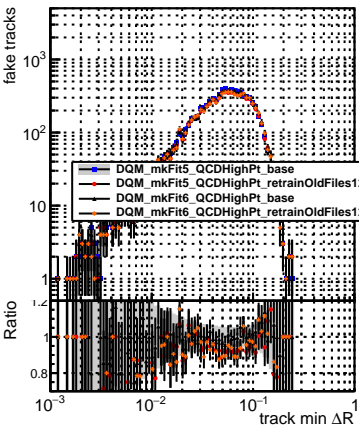 fake tracks
10³
10²
10
1
DQM_mkFit5_QCDHighPt_base
DQM_mkFit5_QCDHighPt_retrainOldFiles1
DQM_mkFit6_QCDHighPt_base
DQM_mkFit6_QCDHighPt_retrainOldFiles1
Ratio
1.2
1
0.8
10⁻³ 10⁻² 10⁻¹ 1
track min ΔR